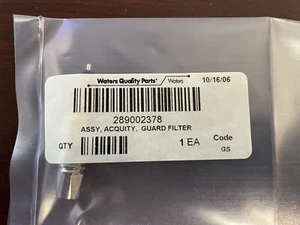 Waters Quality Parts® Waters 10/16/06
289002378
ASSY, ACQUITY, GUARD FILTER
QTY 1 EA Code
GS